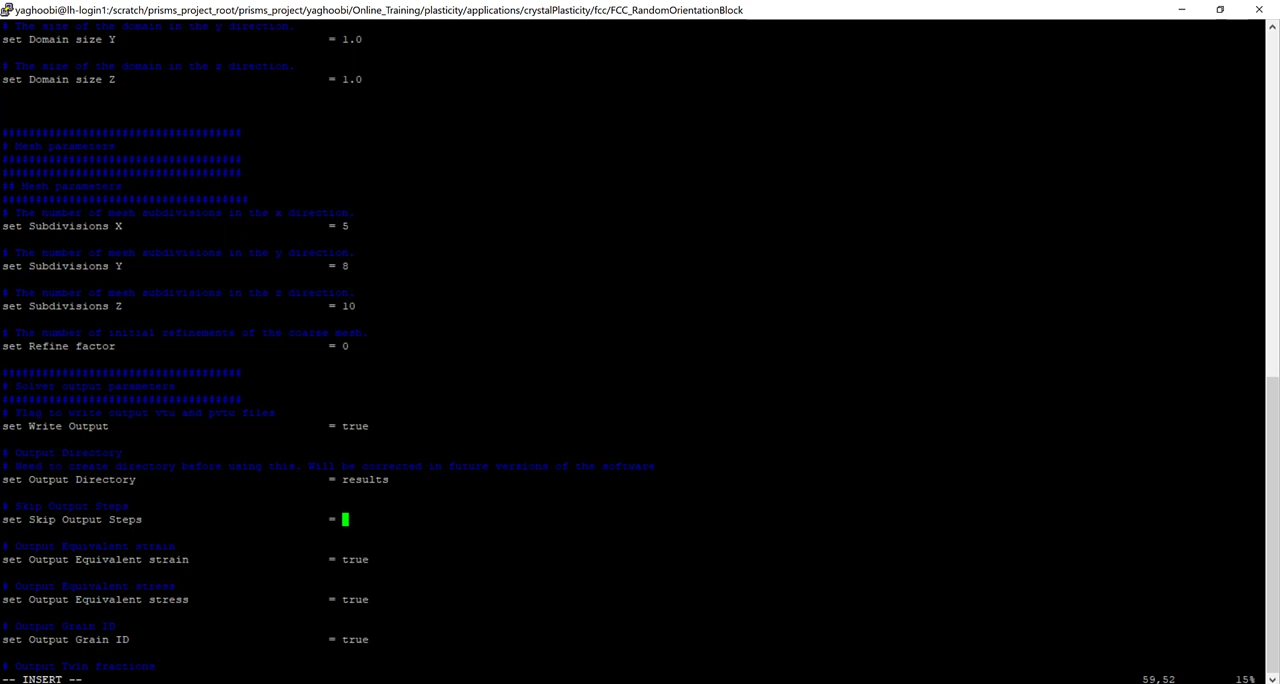 yaghoobi@lh-login1:/scratch/prisms_project_root/prisms_project/yaghoobi/Online_Training/plasticity/applications/crystalPlasticity/fcc/FCC_RandomOrientationBlock
# The size of the domain in the y direction.
set Domain size Y = 1.0
# The size of the domain in the z direction.
set Domain size Z = 1.0
####################################
# Mesh parameters
####################################
####################################
## Mesh parameters
#####################################
# The number of mesh subdivisions in the x direction.
set Subdivisions X = 5
# The number of mesh subdivisions in the y direction.
set Subdivisions Y = 8
# The number of mesh subdivisions in the z direction.
set Subdivisions Z = 10
# The number of initial refinements of the coarse mesh.
set Refine factor = 0
####################################
# Solver output parameters
####################################
# Flag to write output vtu and pvtu files
set Write Output = true
# Output Directory
# Need to create directory before using this. Will be corrected in future versions of the software
set Output Directory = results
# Skip Output Steps
set Skip Output Steps =
# Output Equivalent strain
set Output Equivalent strain = true
# Output Equivalent stress
set Output Equivalent stress = true
# Output Grain ID
set Output Grain ID = true
# Output Twin fractions
-- INSERT -- 59,52 15%